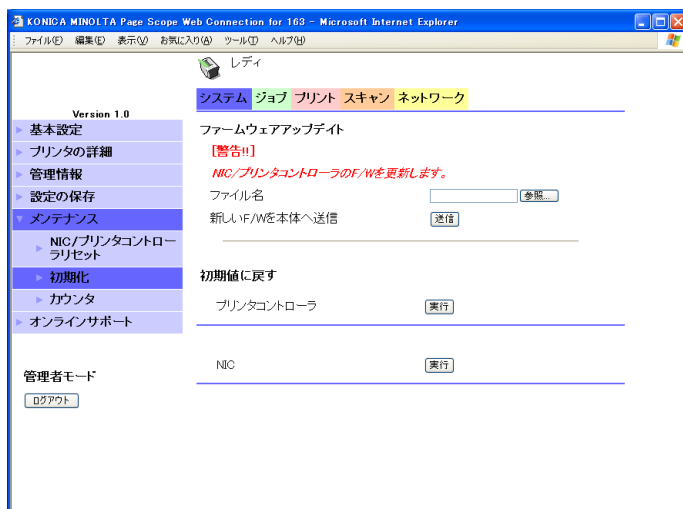 KONICA MINOLTA Page Scope Web Connection for 163 - Microsoft Internet Explorer
ファイル(F) 編集(E) 表示(V) お気に入り(A) ツール(T) ヘルプ(H)
レディ
システム ジョブ プリント スキャン ネットワーク
Version 1.0
基本設定
プリンタの詳細
管理情報
設定の保存
メンテナンス
NIC/プリンタコントロー
ラリセット
初期化
カウンタ
オンラインサポート
管理者モード
ログアウト
ファームウェアアップデイト
[警告!!]
NIC/プリンタコントローラのF/Wを更新します。
ファイル名 参照...
新しいF/Wを本体へ送信 送信
初期値に戻す
プリンタコントローラ 実行
NIC 実行